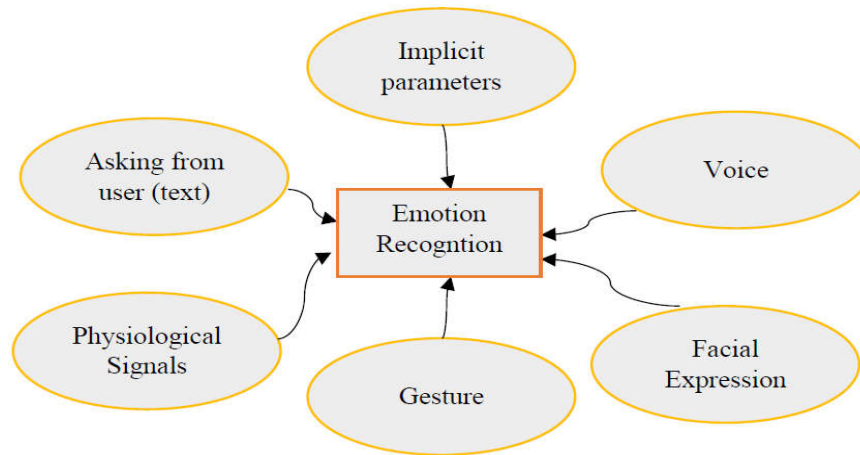 Implicit
parameters
Asking from
user (text)
Voice
Emotion
Recogntion
Physiological
Signals
Gesture
Facial
Expression